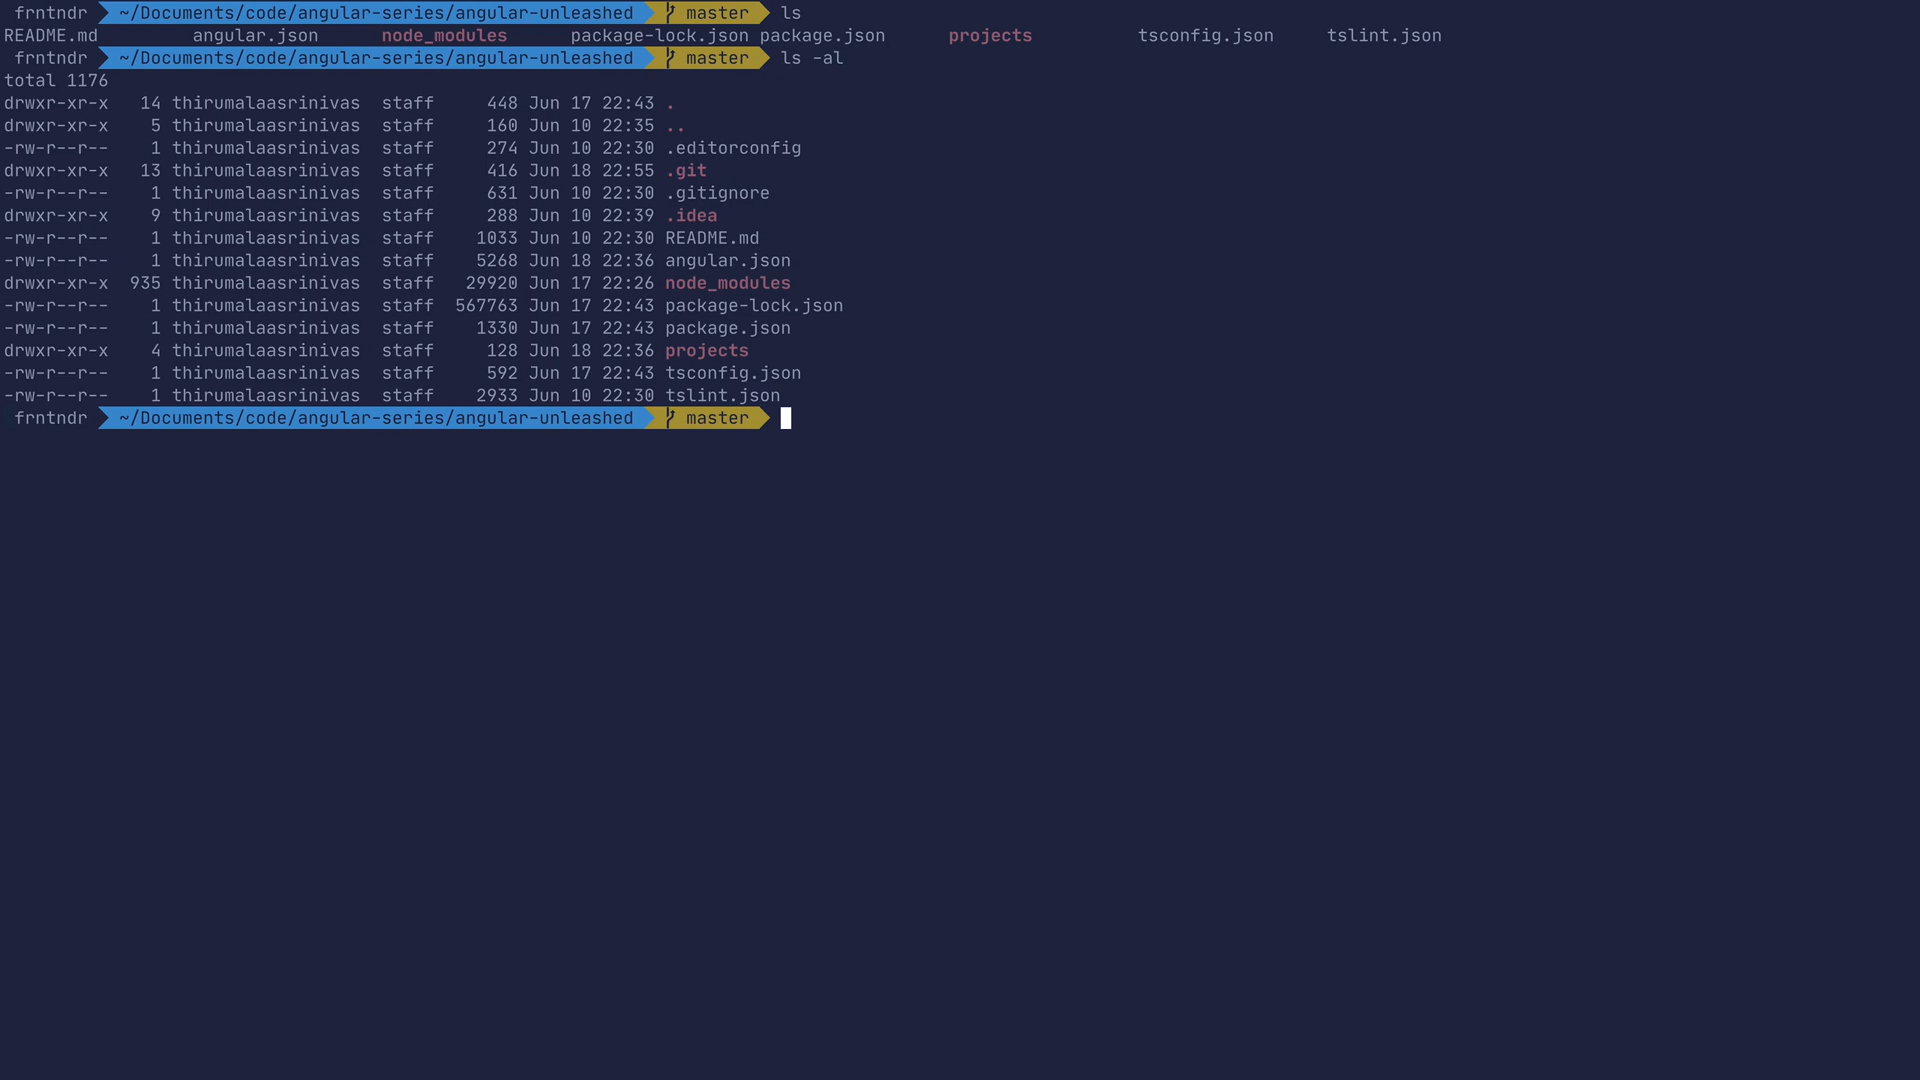 frntndr ~/Documents/code/angular-series/angular-unleashed master ls
README.md angular.json node_modules package-lock.json package.json projects tsconfig.json tslint.json
frntndr ~/Documents/code/angular-series/angular-unleashed master ls -al
total 1176
drwxr-xr-x 14 thirumalaasrinivas staff 448 Jun 17 22:43 .
drwxr-xr-x 5 thirumalaasrinivas staff 160 Jun 10 22:35 ..
-rw-r--r-- 1 thirumalaasrinivas staff 274 Jun 10 22:30 .editorconfig
drwxr-xr-x 13 thirumalaasrinivas staff 416 Jun 18 22:55 .git
-rw-r--r-- 1 thirumalaasrinivas staff 631 Jun 10 22:30 .gitignore
drwxr-xr-x 9 thirumalaasrinivas staff 288 Jun 10 22:39 .idea
-rw-r--r-- 1 thirumalaasrinivas staff 1033 Jun 10 22:30 README.md
-rw-r--r-- 1 thirumalaasrinivas staff 5268 Jun 18 22:36 angular.json
drwxr-xr-x 935 thirumalaasrinivas staff 29920 Jun 17 22:26 node_modules
-rw-r--r-- 1 thirumalaasrinivas staff 567763 Jun 17 22:43 package-lock.json
-rw-r--r-- 1 thirumalaasrinivas staff 1330 Jun 17 22:43 package.json
drwxr-xr-x 4 thirumalaasrinivas staff 128 Jun 18 22:36 projects
-rw-r--r-- 1 thirumalaasrinivas staff 592 Jun 17 22:43 tsconfig.json
-rw-r--r-- 1 thirumalaasrinivas staff 2933 Jun 10 22:30 tslint.json
frntndr ~/Documents/code/angular-series/angular-unleashed master